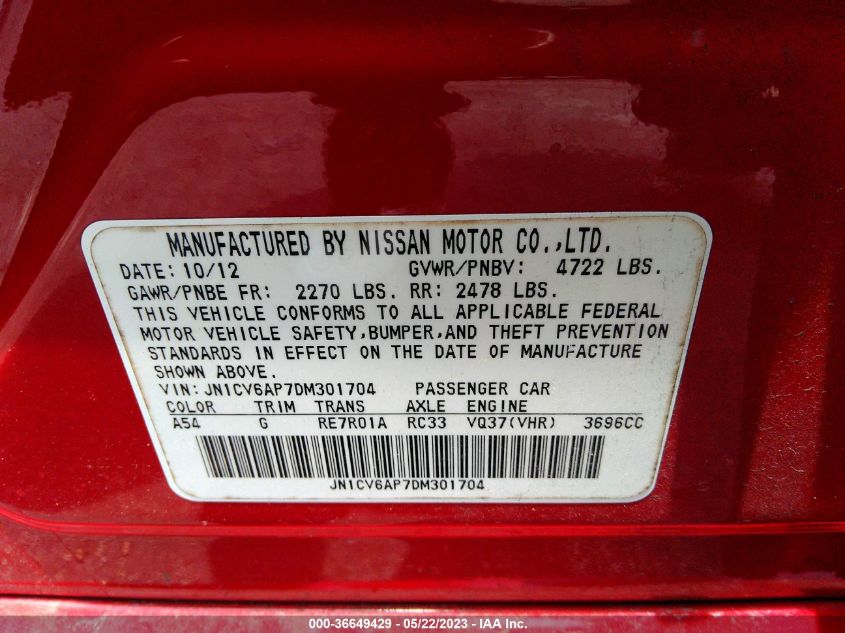 MANUFACTURED BY NISSAN MOTOR CO.,LTD.
DATE: 10/12 GVWR/PNBV: 4722 LBS.
GAWR/PNBE FR: 2270 LBS. RR: 2478 LBS.
THIS VEHICLE CONFORMS TO ALL APPLICABLE FEDERAL
MOTOR VEHICLE SAFETY,BUMPER,AND THEFT PREVENTION
STANDARDS IN EFFECT ON THE DATE OF MANUFACTURE
SHOWN ABOVE.
VIN: JN1CV6AP7DM301704 PASSENGER CAR
COLOR TRIM TRANS AXLE ENGINE
A54 G RE7R01A RC33 VQ37(VHR) 3696CC
JN1CV6AP7DM301704
000-36649429 - 05/22/2023 - IAA Inc.